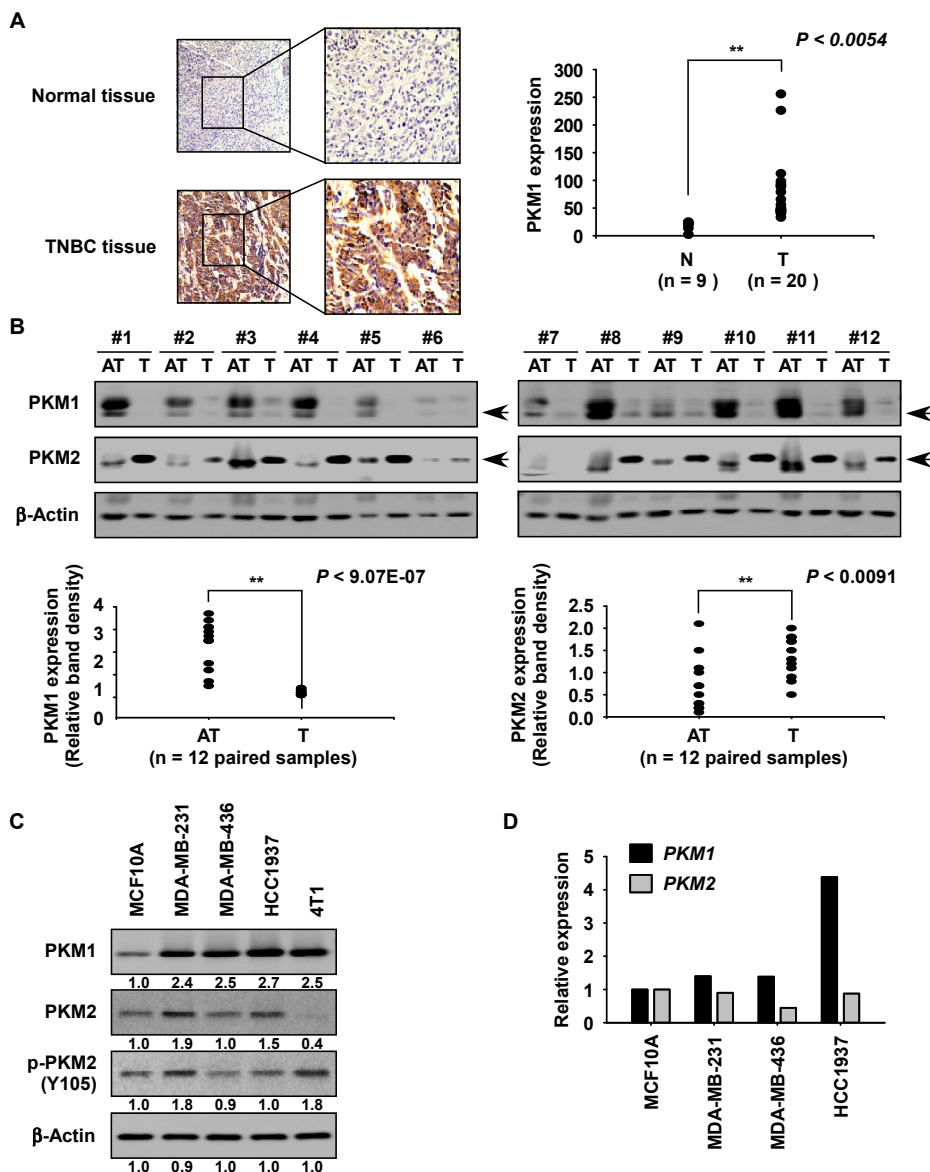 A
Normal tissue
TNBC tissue
P < 0.0054
**
PKM1 expression
300
250
200
150
100
50
0
N
T
(n = 9 )
(n = 20 )
B
#1 #2 #3 #4 #5 #6
AT T AT T AT T AT T AT T AT T
#7 #8 #9 #10 #11 #12
AT T AT T AT T AT T AT T AT T
PKM1
PKM2
β-Actin
P < 9.07E-07
**
PKM1 expression
(Relative band density)
4
3
2
1
0
AT T
(n = 12 paired samples)
P < 0.0091
**
PKM2 expression
(Relative band density)
2.5
2.0
1.5
1.0
0.5
0.0
AT T
(n = 12 paired samples)
C
MCF10A
MDA-MB-231
MDA-MB-436
HCC1937
4T1
PKM1
1.0 2.4 2.5 2.7 2.5
PKM2
1.0 1.9 1.0 1.5 0.4
p-PKM2
(Y105)
1.0 1.8 0.9 1.0 1.8
β-Actin
1.0 0.9 1.0 1.0 1.0
D
PKM1
PKM2
Relative expression
5
4
3
2
1
0
MCF10A
MDA-MB-231
MDA-MB-436
HCC1937